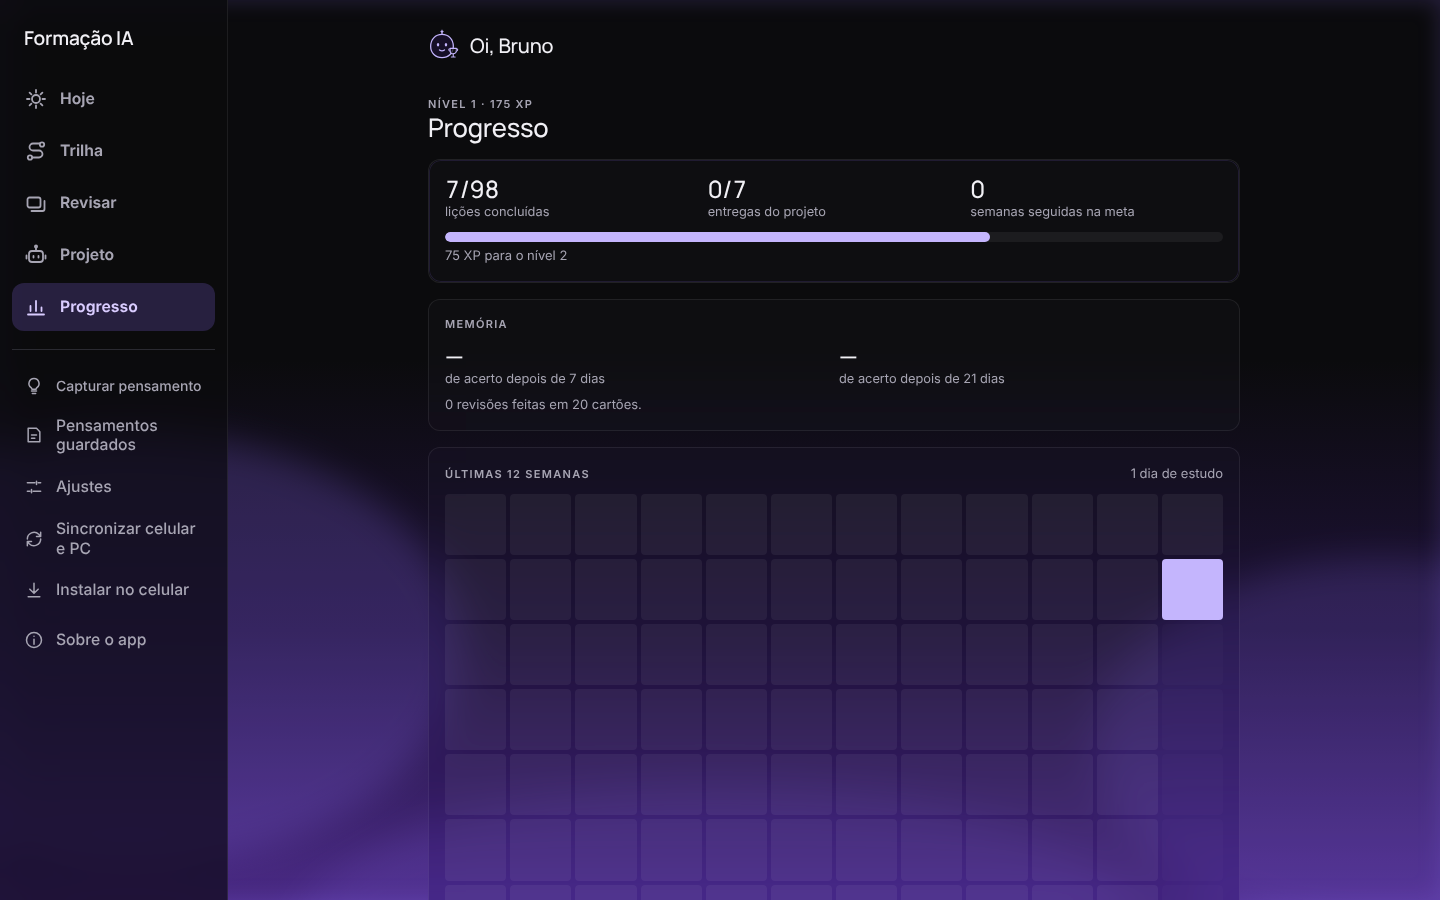 Formação IA
Hoje
Trilha
Revisar
Projeto
Progresso
Capturar pensamento
Pensamentos
guardados
Ajustes
Sincronizar celular
e PC
Instalar no celular
Sobre o app
Oi, Bruno
NÍVEL 1 · 175 XP
Progresso
7/98
lições concluídas
0/7
entregas do projeto
0
semanas seguidas na meta
75 XP para o nível 2
MEMÓRIA
—
de acerto depois de 7 dias
—
de acerto depois de 21 dias
0 revisões feitas em 20 cartões.
ÚLTIMAS 12 SEMANAS
1 dia de estudo